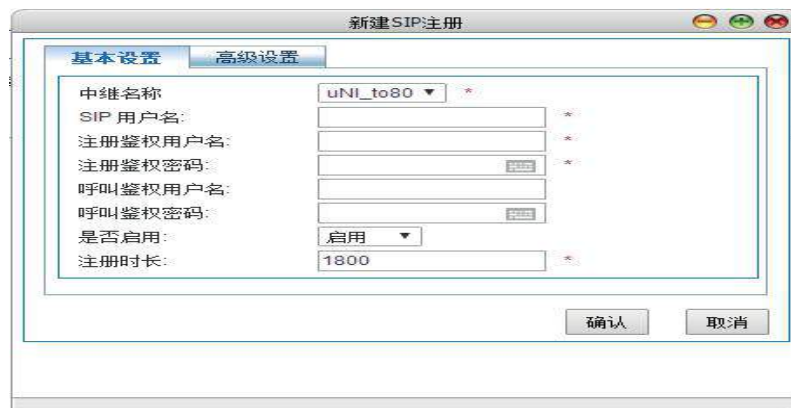 新建SIP注册
基本设置 高级设置
中继名称 uNI_to80 *
SIP 用户名: *
注册鉴权用户名: *
注册鉴权密码: *
呼叫鉴权用户名:
呼叫鉴权密码:
是否启用: 启用
注册时长: 1800 *
确认 取消